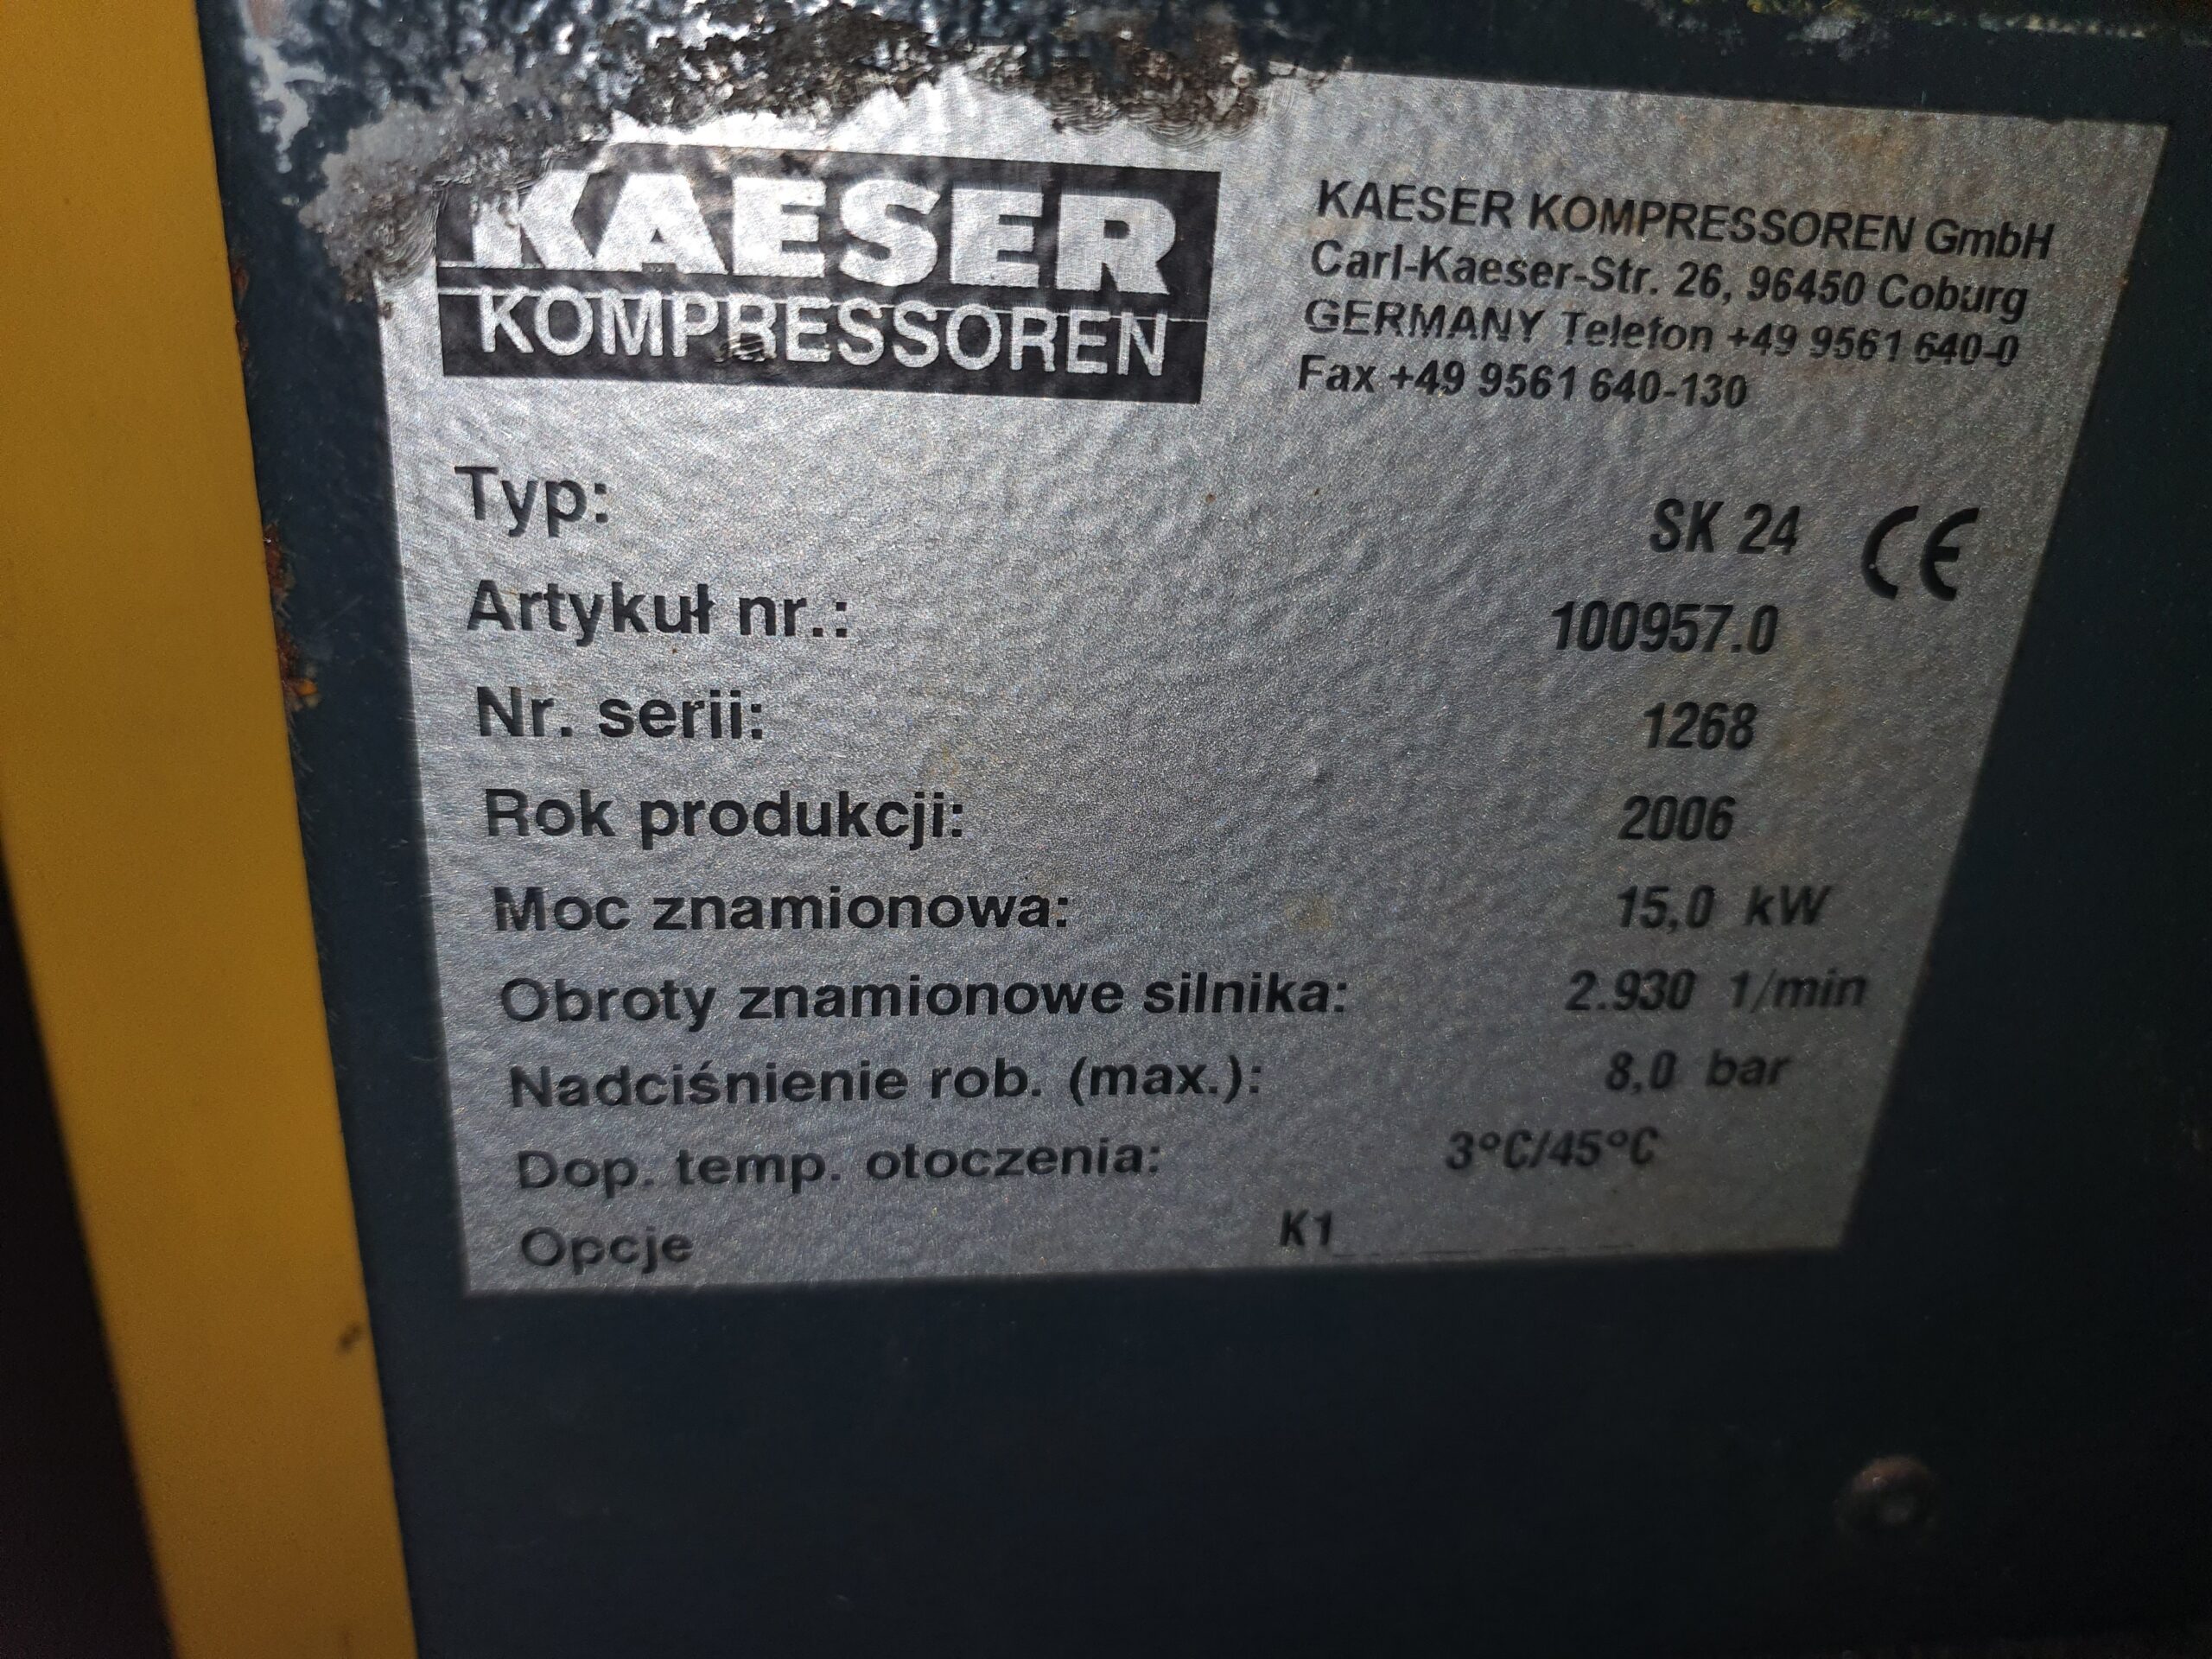 KAESER
KOMPRESSOREN
KAESER KOMPRESSOREN GmbH
Carl-Kaeser-Str. 26, 96450 Coburg
GERMANY Telefon +49 9561 640-0
Fax +49 9561 640-130
Typ: SK 24 CE
Artykuł nr.: 100957.0
Nr. serii: 1268
Rok produkcji: 2006
Moc znamionowa: 15,0 kW
Obroty znamionowe silnika: 2.930 1/min
Nadciśnienie rob. (max.): 8,0 bar
Dop. temp. otoczenia: 3°C/45°C
Opcje K1